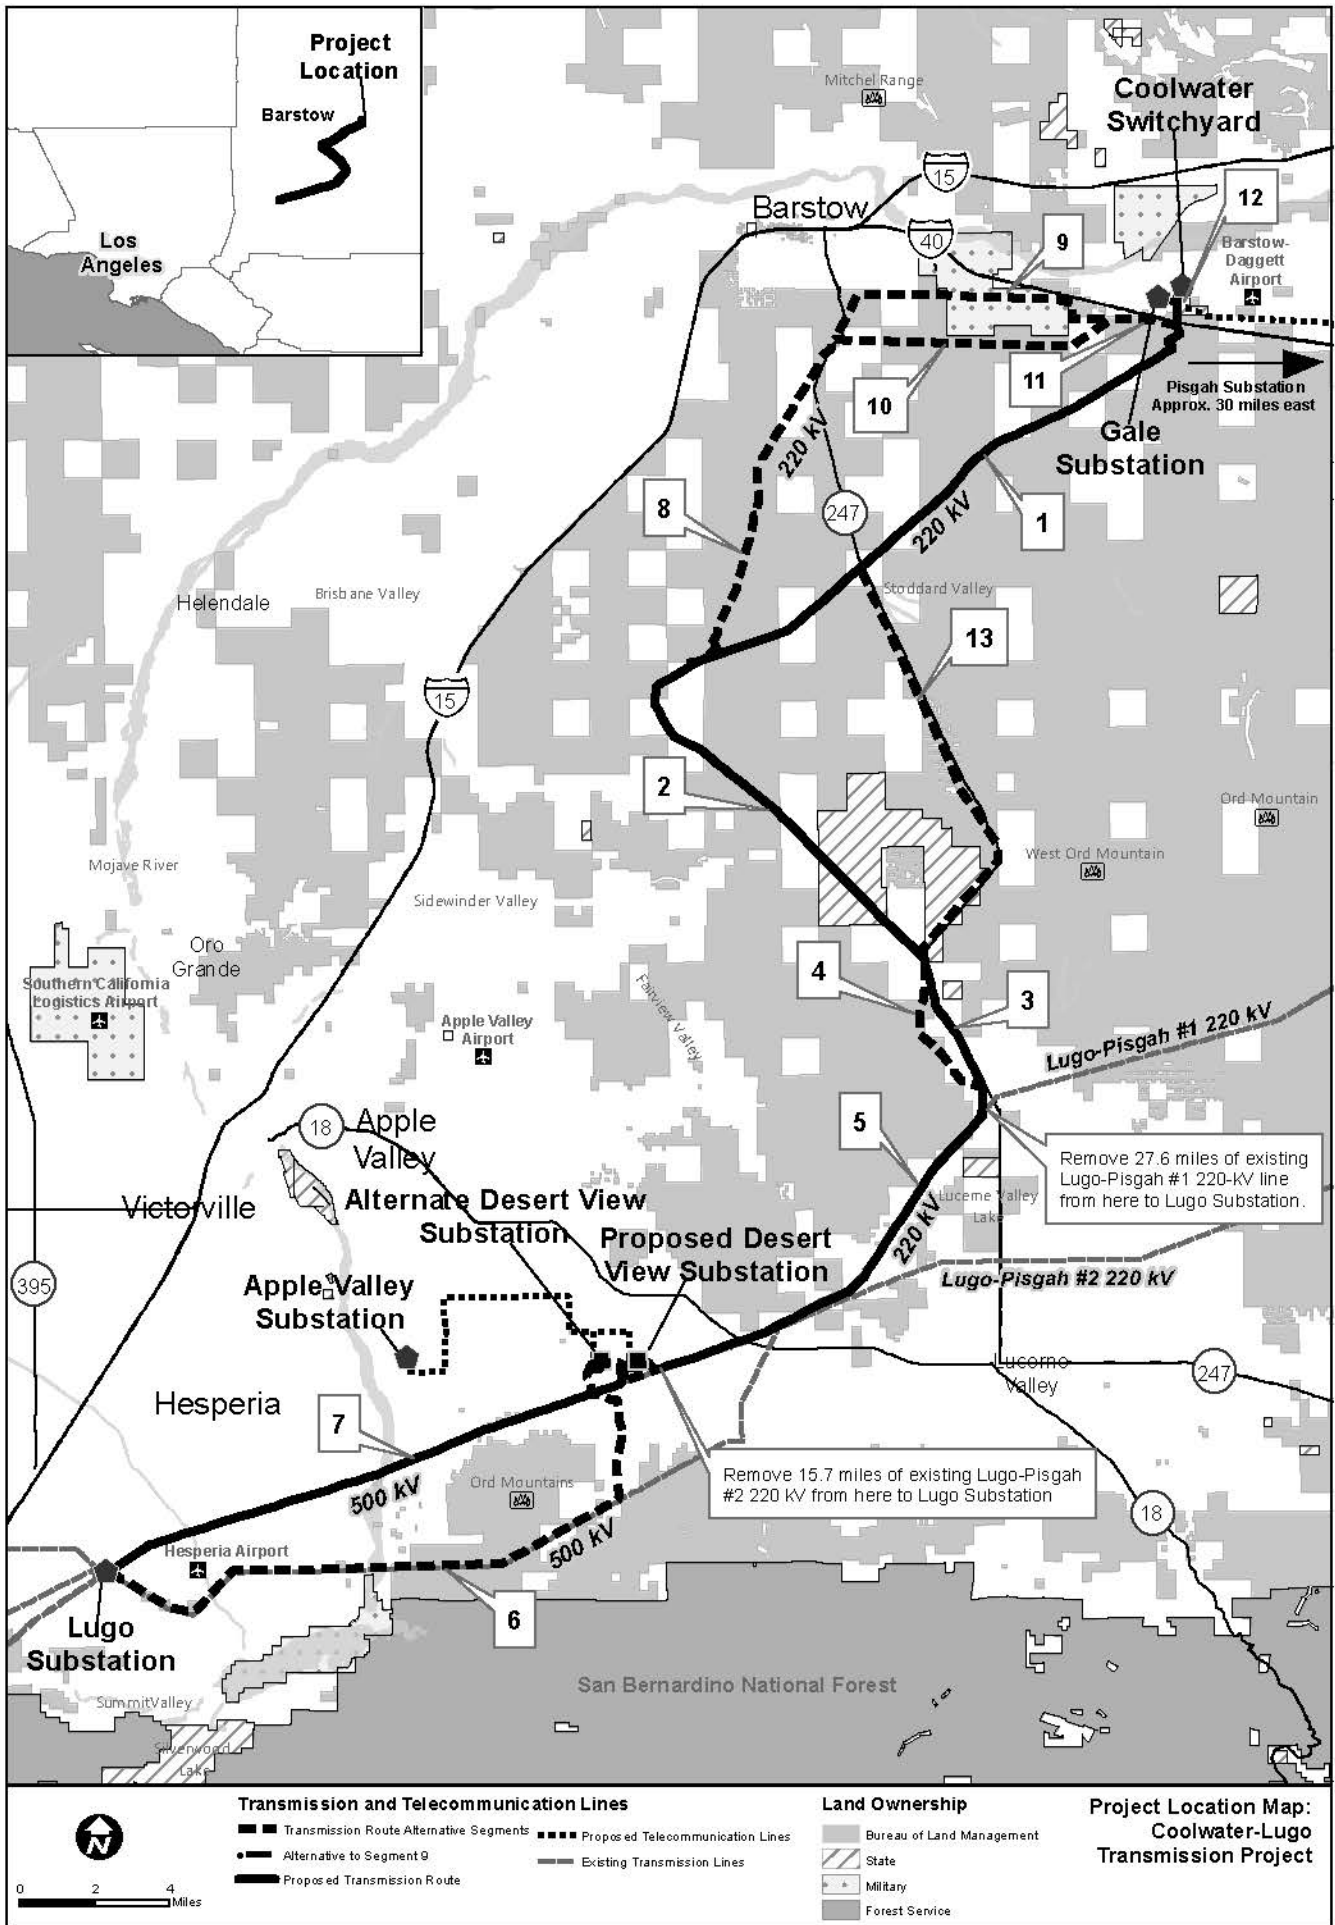 Project
Location
Barstow
Los
Angeles
Mitchel Range
Coolwater
Switchyard
15
Barstow
40
9
12
Barstow-
Daggett
Airport
10
11
Pisgah Substation
Approx. 30 miles east
Gale
Substation
220 kV
8
247
220 kV
1
Helendale
Brisbane Valley
Stoddard Valley
13
15
2
Ord Mountain
Mojave River
West Ord Mountain
Sidewinder Valley
Oro
Grande
Southern California
Logistics Airport
4
3
Fairview Valley
Apple Valley
Airport
Lugo-Pisgah #1 220 kV
18
Apple
Valley
5
Remove 27.6 miles of existing
Lugo-Pisgah #1 220-kV line
from here to Lugo Substation.
Victorville
Alternate Desert View
Substation
Lucerne Valley
Lake
220 kV
Proposed Desert
View Substation
395
Apple Valley
Substation
Lugo-Pisgah #2 220 kV
Lucerne
Valley
247
Hesperia
7
Remove 15.7 miles of existing Lugo-Pisgah
#2 220 kV from here to Lugo Substation
500 kV
Ord Mountains
18
Hesperia Airport
500 kV
6
Lugo
Substation
San Bernardino National Forest
Summit Valley
Silverwood
Lake
Transmission and Telecommunication Lines
Transmission Route Alternative Segments
Proposed Telecommunication Lines
Alternative to Segment 9
Existing Transmission Lines
Proposed Transmission Route
Land Ownership
Bureau of Land Management
State
Military
Forest Service
Project Location Map:
Coolwater-Lugo
Transmission Project
N
0 2 4
Miles